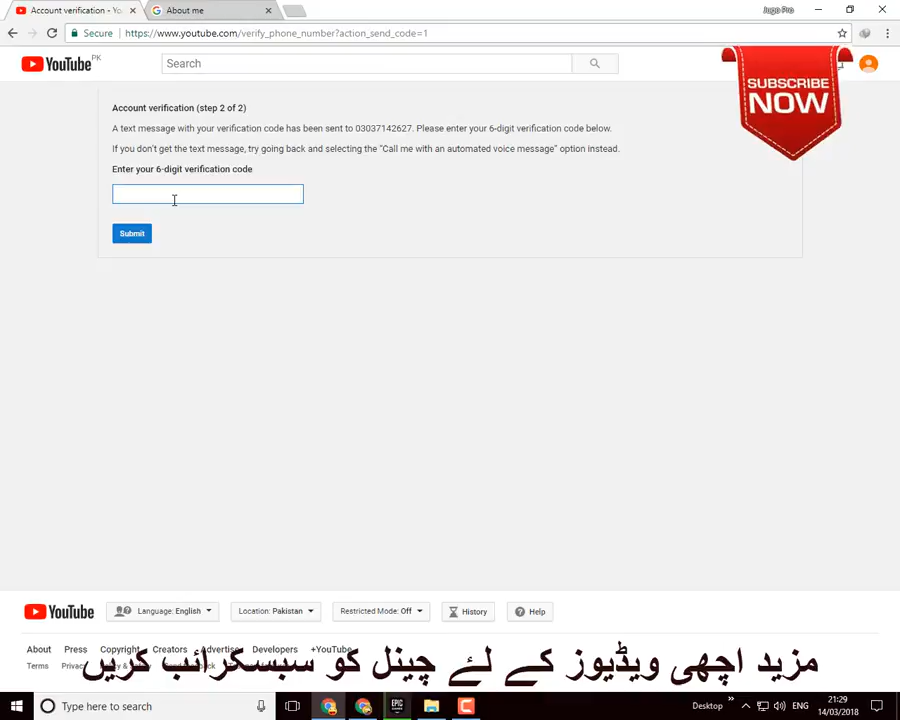 Account verification - Yo
About me
Jugo Pro
Secure
https://www.youtube.com/verify_phone_number?action_send_code=1
YouTube PK
Search
SUBSCRIBE
NOW
Account verification (step 2 of 2)
A text message with your verification code has been sent to 03037142627. Please enter your 6-digit verification code below.
If you don't get the text message, try going back and selecting the "Call me with an automated voice message" option instead.
Enter your 6-digit verification code
Submit
YouTube
Language: English
Location: Pakistan
Restricted Mode: Off
History
Help
About Press Copyright Creators Advertise Developers +YouTube
Terms
مزید اچھی ویڈیوز کے لئے چینل کو سبسکرائب کریں
Type here to search
EPIC
Desktop
ENG
21:29
14/03/2018